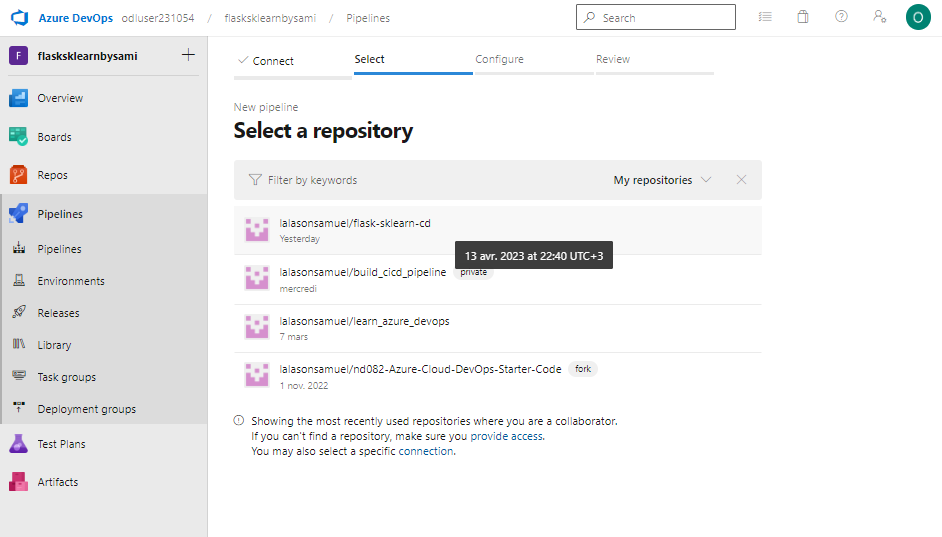 Azure DevOps odluser231054 / flasksklearnbysami / Pipelines Search O
F flasksklearnbysami
Overview
Boards
Repos
Pipelines
Pipelines
Environments
Releases
Library
Task groups
Deployment groups
Test Plans
Artifacts
Connect Select Configure Review
New pipeline
Select a repository
Filter by keywords My repositories
lalasonsamuel/flask-sklearn-cd
Yesterday
13 avr. 2023 at 22:40 UTC+3
lalasonsamuel/build_cicd_pipeline private
mercredi
lalasonsamuel/learn_azure_devops
7 mars
lalasonsamuel/nd082-Azure-Cloud-DevOps-Starter-Code fork
1 nov. 2022
Showing the most recently used repositories where you are a collaborator.
If you can't find a repository, make sure you provide access.
You may also select a specific connection.